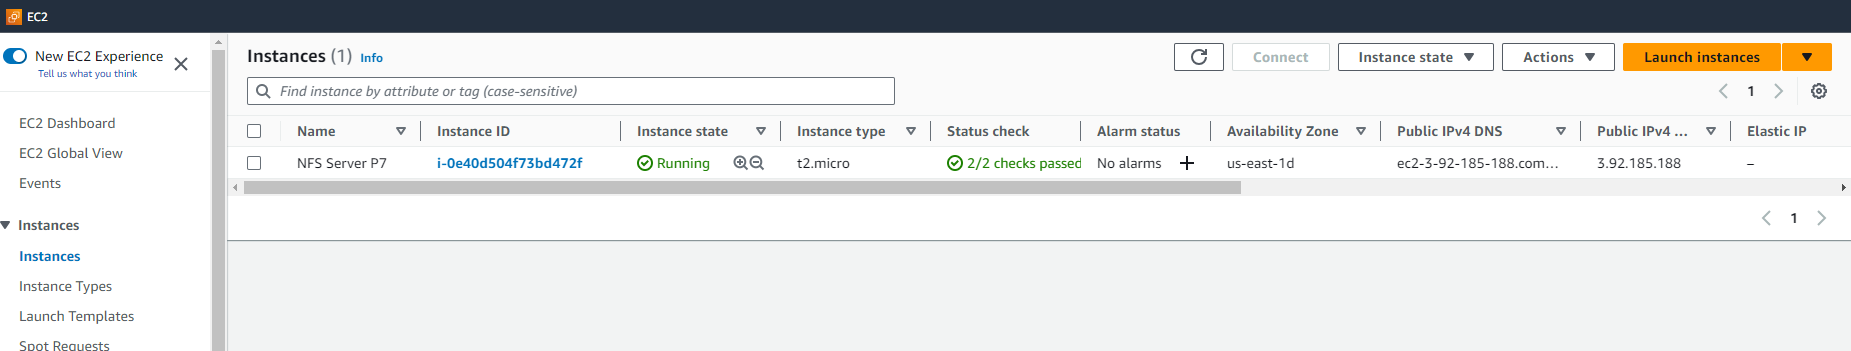 EC2
New EC2 Experience
Tell us what you think
EC2 Dashboard
EC2 Global View
Events
Instances
Instances
Instance Types
Launch Templates
Spot Requests
Instances (1) Info
Connect
Instance state
Actions
Launch instances
Find instance by attribute or tag (case-sensitive)
1
Name Instance ID Instance state Instance type Status check Alarm status Availability Zone Public IPv4 DNS Public IPv4 ... Elastic IP
NFS Server P7 i-0e40d504f73bd472f Running t2.micro 2/2 checks passed No alarms + us-east-1d ec2-3-92-185-188.com... 3.92.185.188 –
1